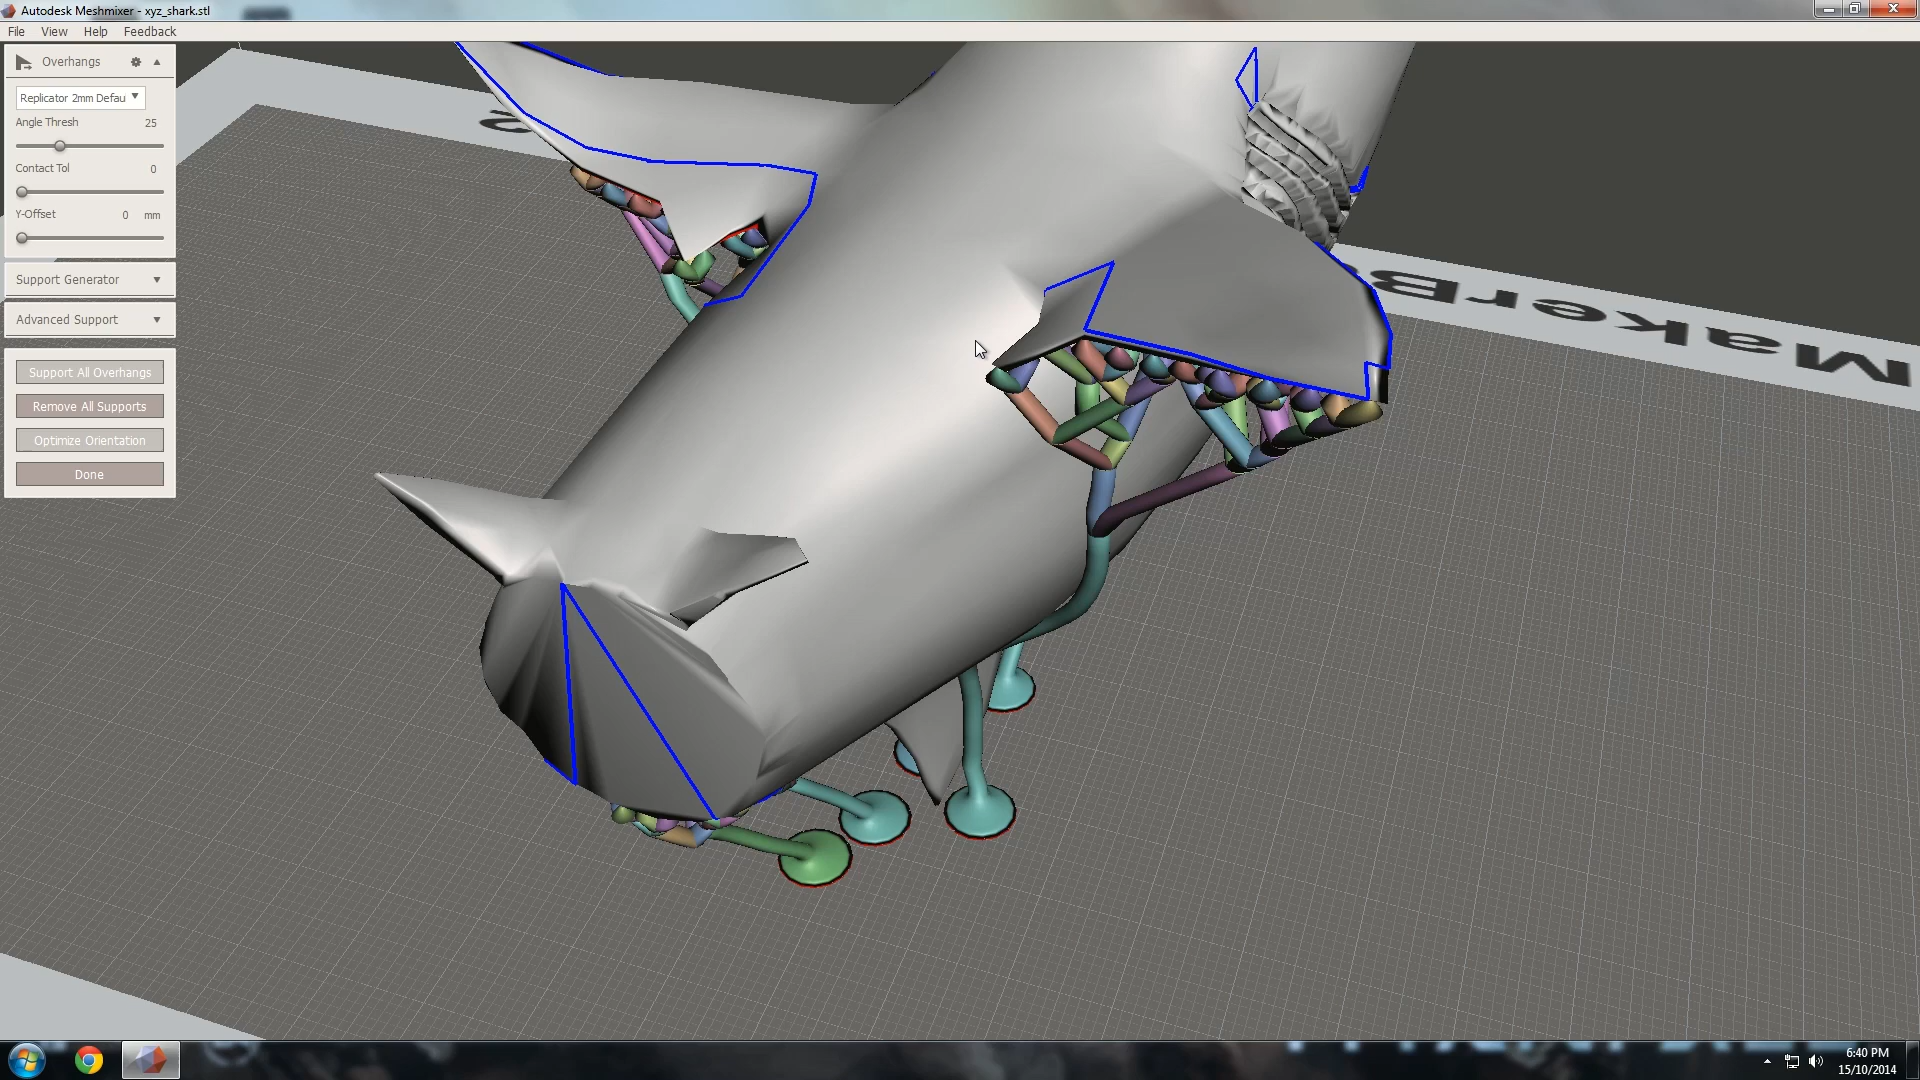 Autodesk Meshmixer - xyz_shark.stl
File View Help Feedback
Overhangs
Replicator 2mm Defau
Angle Thresh 25
Contact Tol 0
Y-Offset 0 mm
Support Generator
Advanced Support
Support All Overhangs
Remove All Supports
Optimize Orientation
Done
MakerB
6:40 PM
15/10/2014